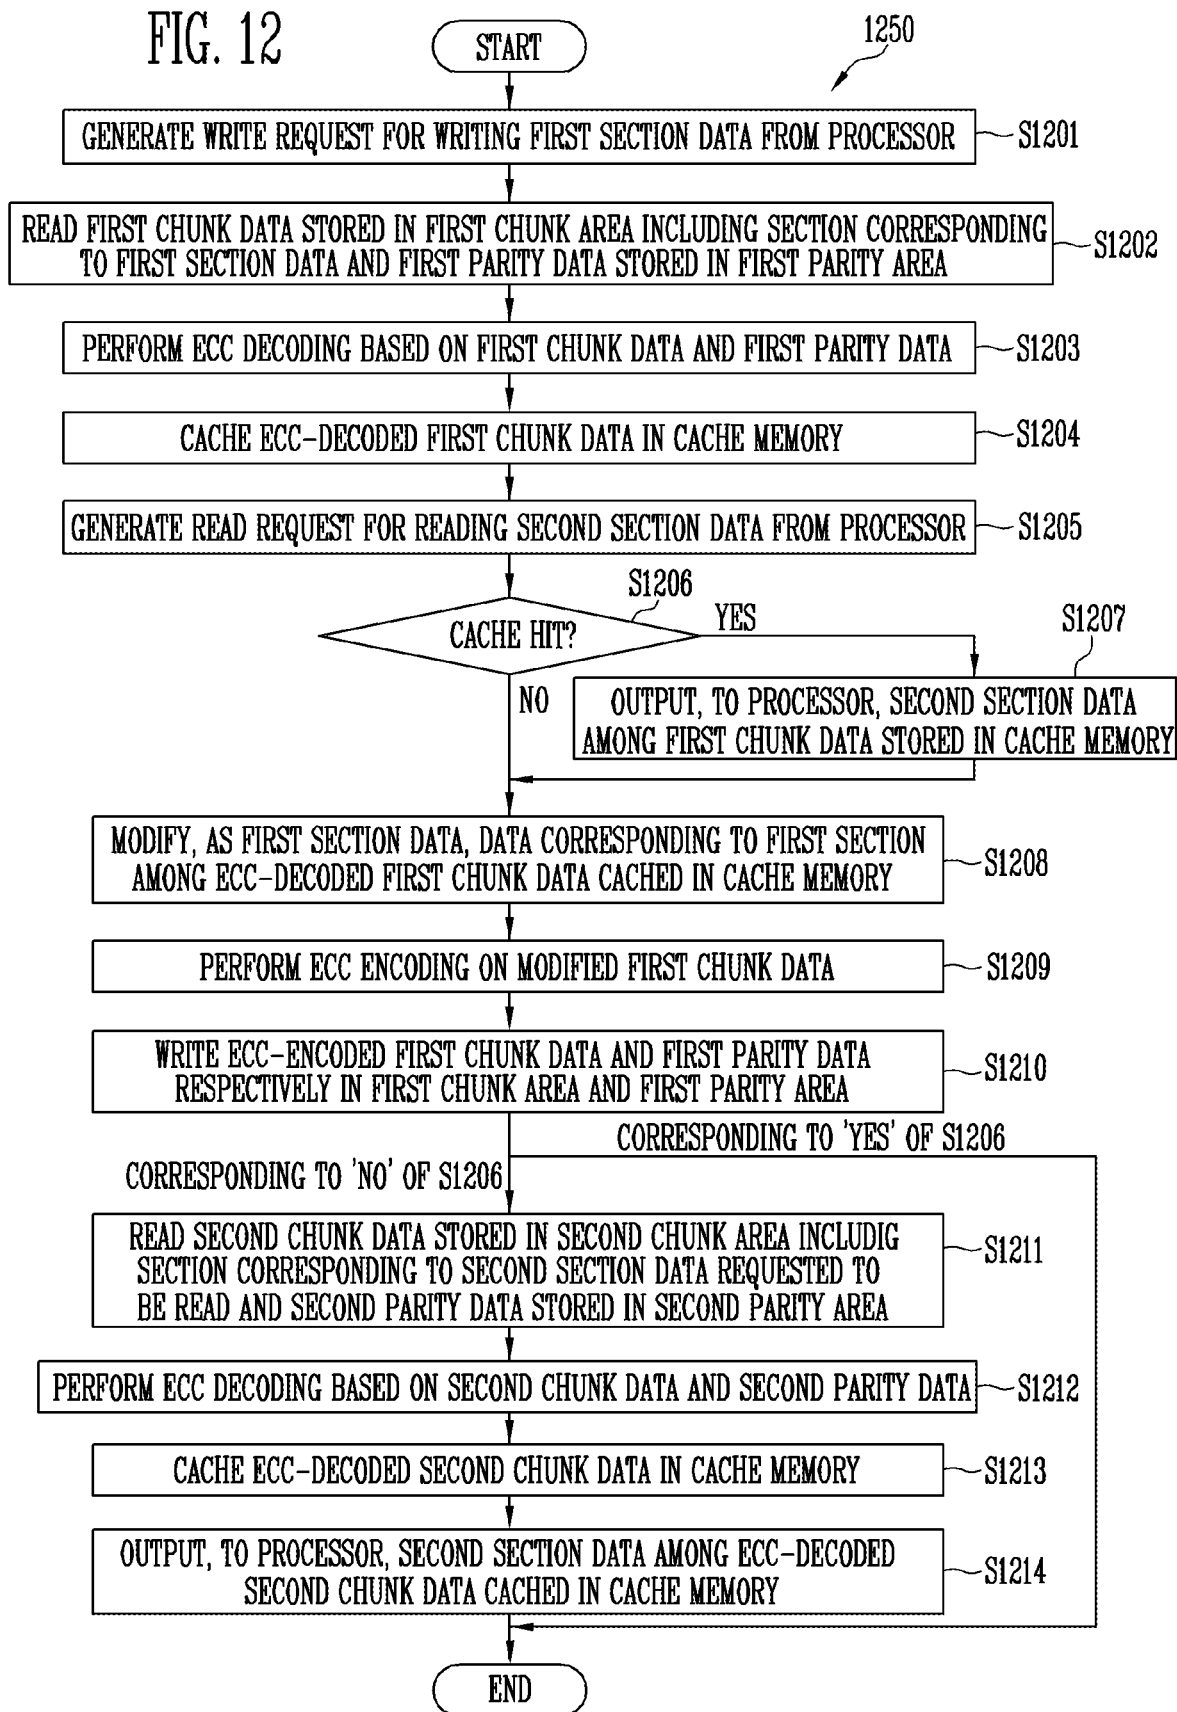 FIG. 12
START
1250
GENERATE WRITE REQUEST FOR WRITING FIRST SECTION DATA FROM PROCESSOR
S1201
READ FIRST CHUNK DATA STORED IN FIRST CHUNK AREA INCLUDING SECTION CORRESPONDING
TO FIRST SECTION DATA AND FIRST PARITY DATA STORED IN FIRST PARITY AREA
S1202
PERFORM ECC DECODING BASED ON FIRST CHUNK DATA AND FIRST PARITY DATA
S1203
CACHE ECC-DECODED FIRST CHUNK DATA IN CACHE MEMORY
S1204
GENERATE READ REQUEST FOR READING SECOND SECTION DATA FROM PROCESSOR
S1205
S1206
CACHE HIT?
YES
S1207
NO
OUTPUT, TO PROCESSOR, SECOND SECTION DATA
AMONG FIRST CHUNK DATA STORED IN CACHE MEMORY
MODIFY, AS FIRST SECTION DATA, DATA CORRESPONDING TO FIRST SECTION
AMONG ECC-DECODED FIRST CHUNK DATA CACHED IN CACHE MEMORY
S1208
PERFORM ECC ENCODING ON MODIFIED FIRST CHUNK DATA
S1209
WRITE ECC-ENCODED FIRST CHUNK DATA AND FIRST PARITY DATA
RESPECTIVELY IN FIRST CHUNK AREA AND FIRST PARITY AREA
S1210
CORRESPONDING TO 'YES' OF S1206
CORRESPONDING TO 'NO' OF S1206
READ SECOND CHUNK DATA STORED IN SECOND CHUNK AREA INCLUDIG
SECTION CORRESPONDING TO SECOND SECTION DATA REQUESTED TO
BE READ AND SECOND PARITY DATA STORED IN SECOND PARITY AREA
S1211
PERFORM ECC DECODING BASED ON SECOND CHUNK DATA AND SECOND PARITY DATA
S1212
CACHE ECC-DECODED SECOND CHUNK DATA IN CACHE MEMORY
S1213
OUTPUT, TO PROCESSOR, SECOND SECTION DATA AMONG ECC-DECODED
SECOND CHUNK DATA CACHED IN CACHE MEMORY
S1214
END